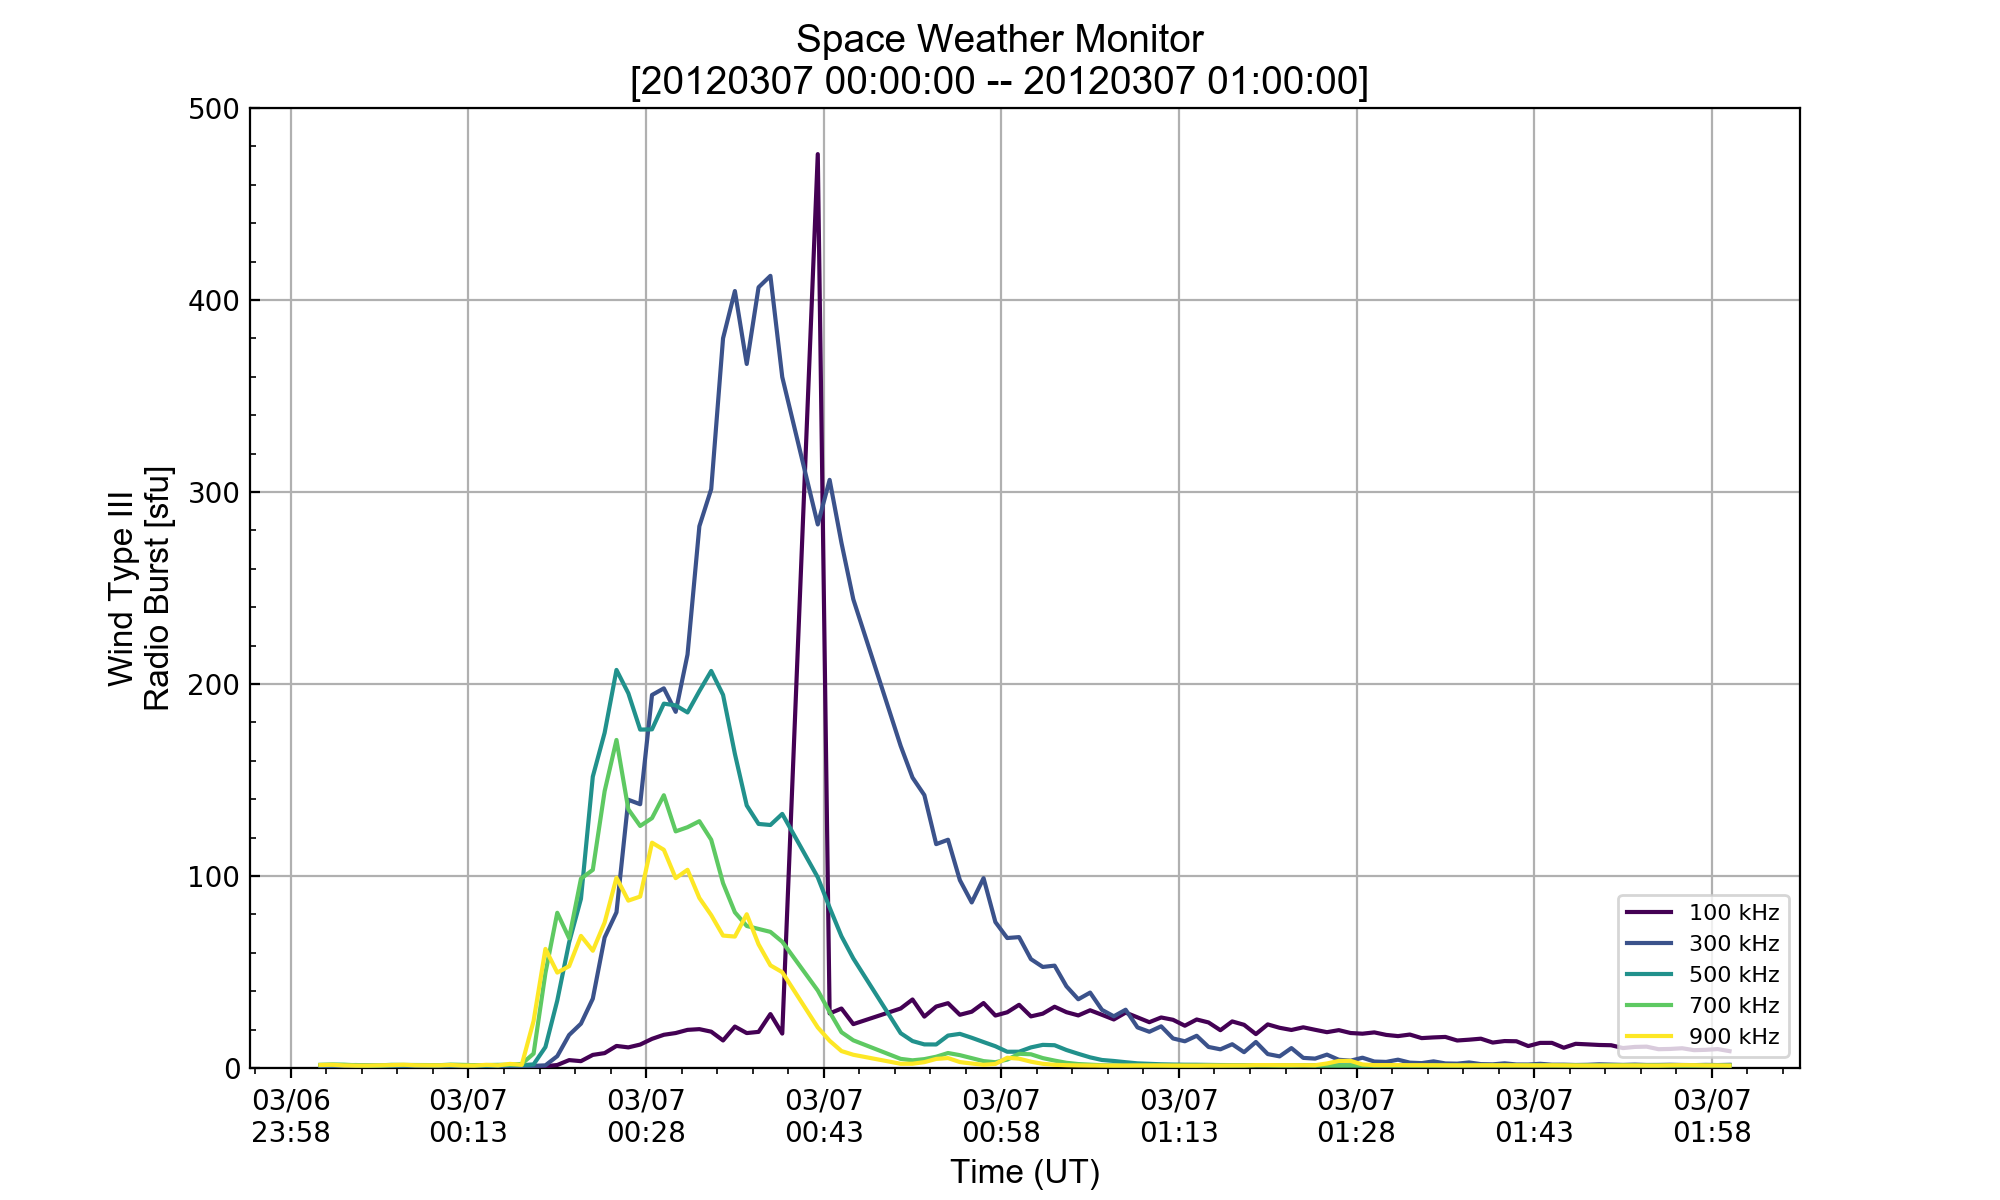 Space Weather Monitor
[20120307 00:00:00 -- 20120307 01:00:00]
500
400
300
200
100
0
Wind Type III
Radio Burst [sfu]
100 kHz
300 kHz
500 kHz
700 kHz
900 kHz
03/06 03/07 03/07 03/07 03/07 03/07 03/07 03/07 03/07
23:58 00:13 00:28 00:43 00:58 01:13 01:28 01:43 01:58
Time (UT)